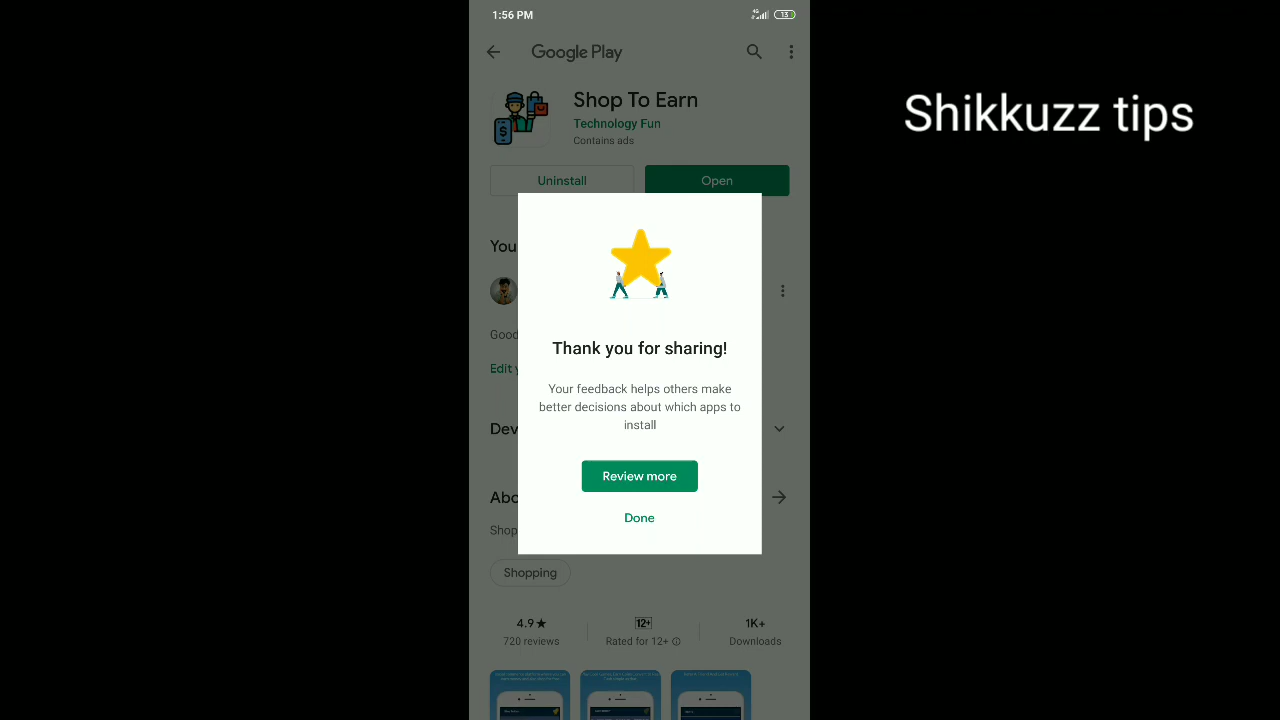 1:56 PM
4G
13
Google Play
Shikkuzz tips
Shop To Earn
Technology Fun
Contains ads
Uninstall
Open
You
Good
Edit
Thank you for sharing!
Your feedback helps others make
better decisions about which apps to
install
Dev
Review more
Abo
Done
Shop
Shopping
4.9★
12+
1K+
720 reviews
Rated for 12+
Downloads